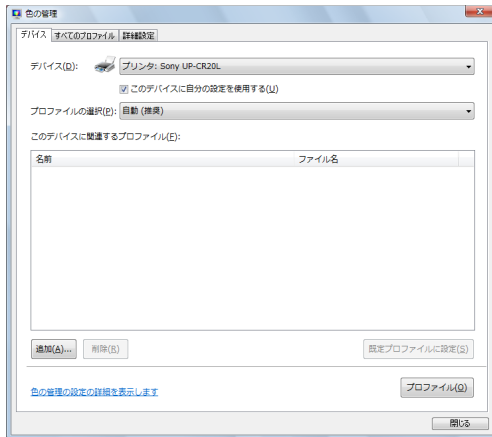 色の管理
デバイス すべてのプロファイル 詳細設定
デバイス(D): プリンタ: Sony UP-CR20L
このデバイスに自分の設定を使用する(U)
プロファイルの選択(P): 自動 (推奨)
このデバイスに関連するプロファイル(F):
名前 ファイル名
追加(A)... 削除(R) 既定プロファイルに設定(S)
色の管理の設定の詳細を表示します プロファイル(O)
閉じる